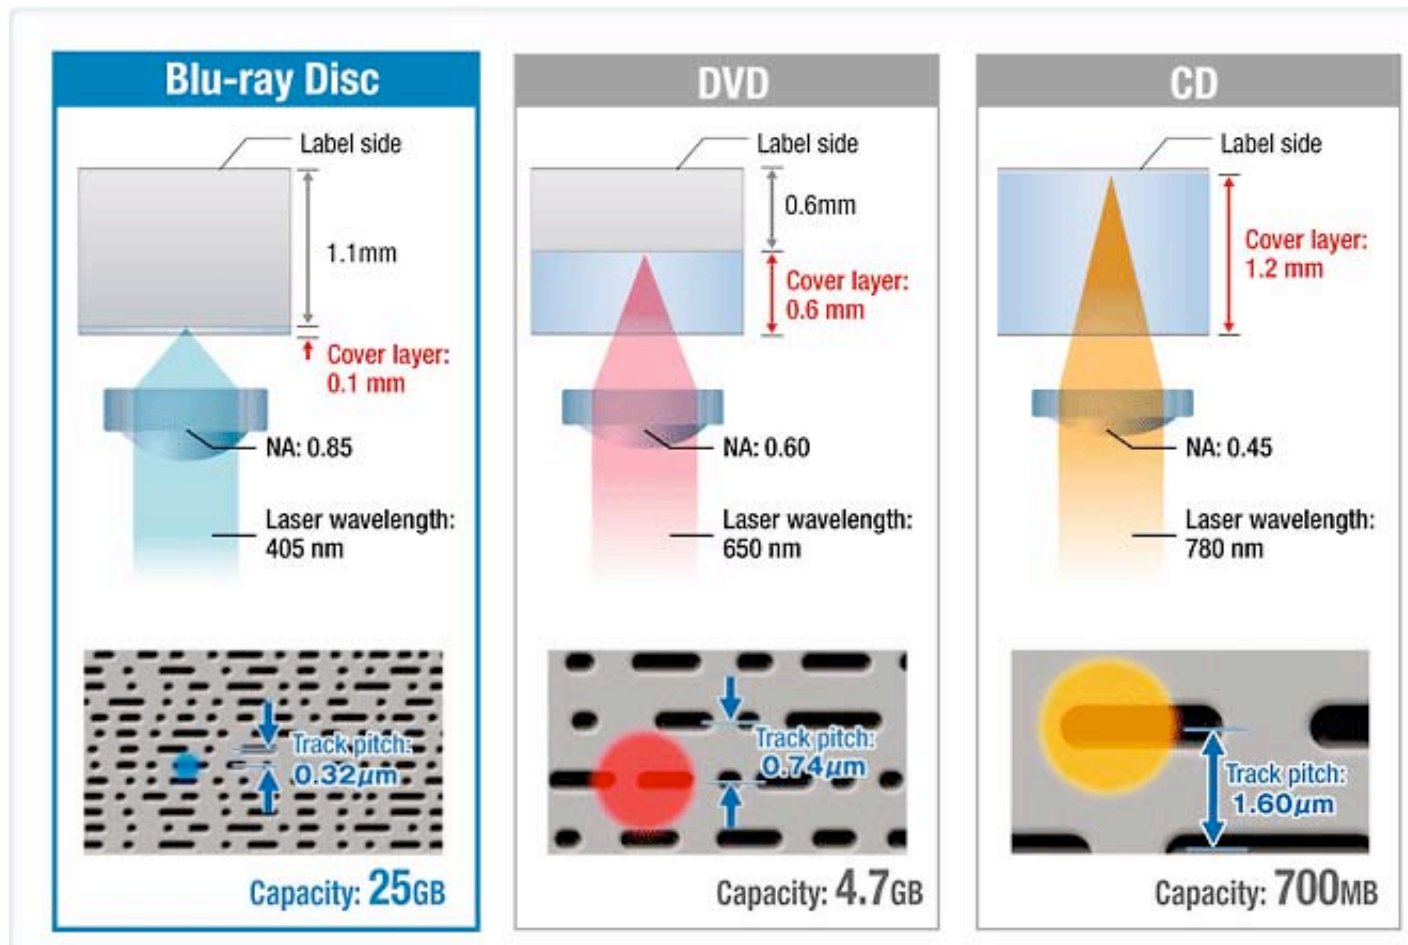 Blu-ray Disc
Label side
1.1mm
Cover layer:
0.1 mm
NA: 0.85
Laser wavelength:
405 nm
Track pitch:
0.32μm
Capacity: 25GB
DVD
Label side
0.6mm
Cover layer:
0.6 mm
NA: 0.60
Laser wavelength:
650 nm
Track pitch:
0.74μm
Capacity: 4.7GB
CD
Label side
Cover layer:
1.2 mm
NA: 0.45
Laser wavelength:
780 nm
Track pitch:
1.60μm
Capacity: 700MB